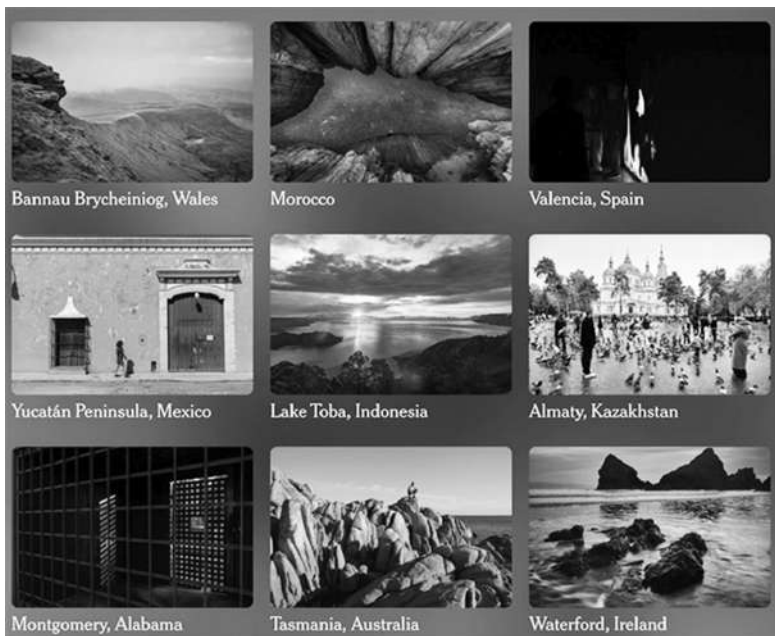 Bannau Brycheiniog, Wales
Morocco
Valencia, Spain
Yucatán Peninsula, Mexico
Lake Toba, Indonesia
Almaty, Kazakhstan
Montgomery, Alabama
Tasmania, Australia
Waterford, Ireland